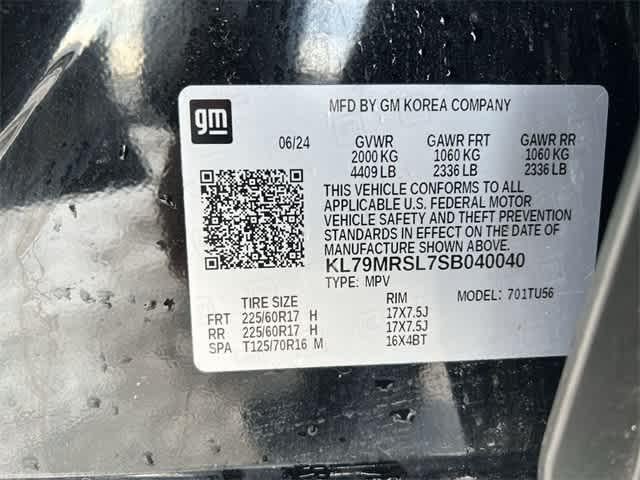 gm
MFD BY GM KOREA COMPANY
06/24 GVWR GAWR FRT GAWR RR
2000 KG 1060 KG 1060 KG
4409 LB 2336 LB 2336 LB
THIS VEHICLE CONFORMS TO ALL
APPLICABLE U.S. FEDERAL MOTOR
VEHICLE SAFETY AND THEFT PREVENTION
STANDARDS IN EFFECT ON THE DATE OF
MANUFACTURE SHOWN ABOVE.
KL79MRSL7SB040040
TYPE: MPV MODEL: 701TU56
TIRE SIZE RIM
FRT 225/60R17 H 17X7.5J
RR 225/60R17 H 17X7.5J
SPA T125/70R16 M 16X4BT